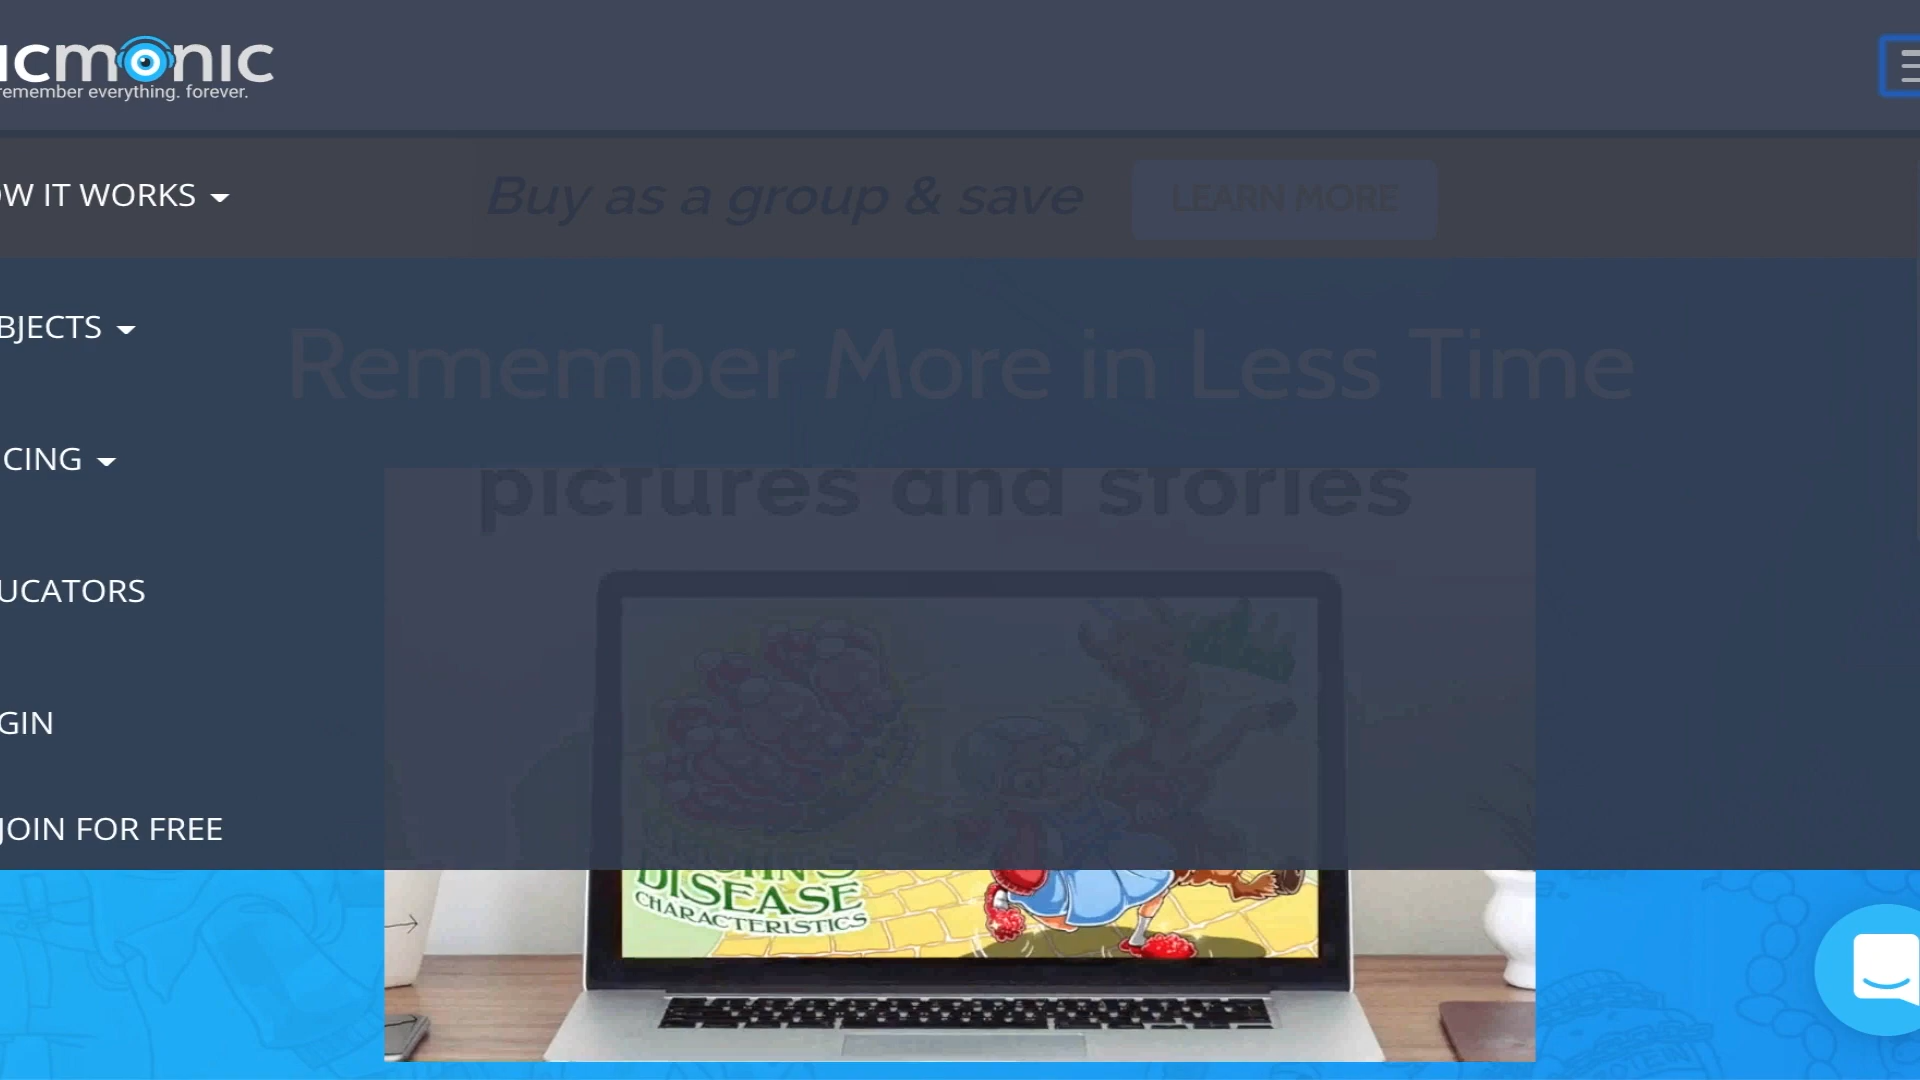 icmonic
remember everything. forever.
OW IT WORKS
Buy as a group & save
LEARN MORE
BJECTS
Remember More in Less Time
CING
pictures and stories
UCATORS
GIN
JOIN FOR FREE
DISEASE
CHARACTERISTICS